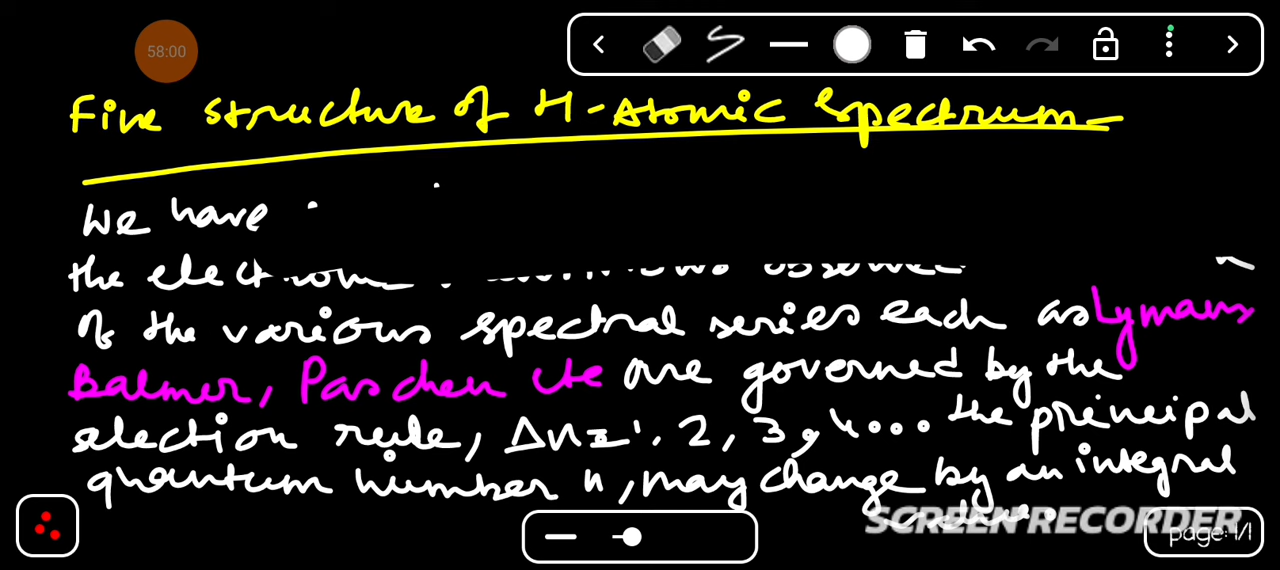 58:00
Fine structure of H-Atomic Spectrum
We have
the
of the various spectral series each as Lymans
Balmer, Paschen etc are governed by the
selection rule, Δn = 1, 2, 3, 4... the principal
quantum number n, may change by an integral
SCREEN RECORDER
page:1/1